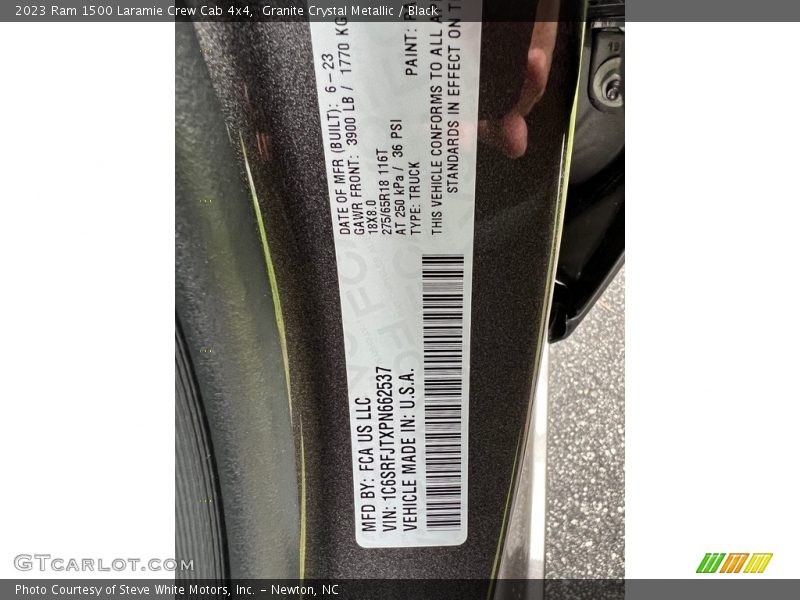 2023 Ram 1500 Laramie Crew Cab 4x4,  Granite Crystal Metallic / Black
MFD BY: FCA US LLC
VIN: 1C6SRFJTXPN662537
VEHICLE MADE IN: U.S.A.
DATE OF MFR (BUILT): 6-23
GAWR FRONT: 3900 LB / 1770 KG
18X8.0
275/65R18 116T
AT 250 kPa / 36 PSI
TYPE: TRUCK
PAINT:
THIS VEHICLE CONFORMS TO ALL
STANDARDS IN EFFECT ON
GTcarlot.com
Photo Courtesy of Steve White Motors, Inc. – Newton, NC